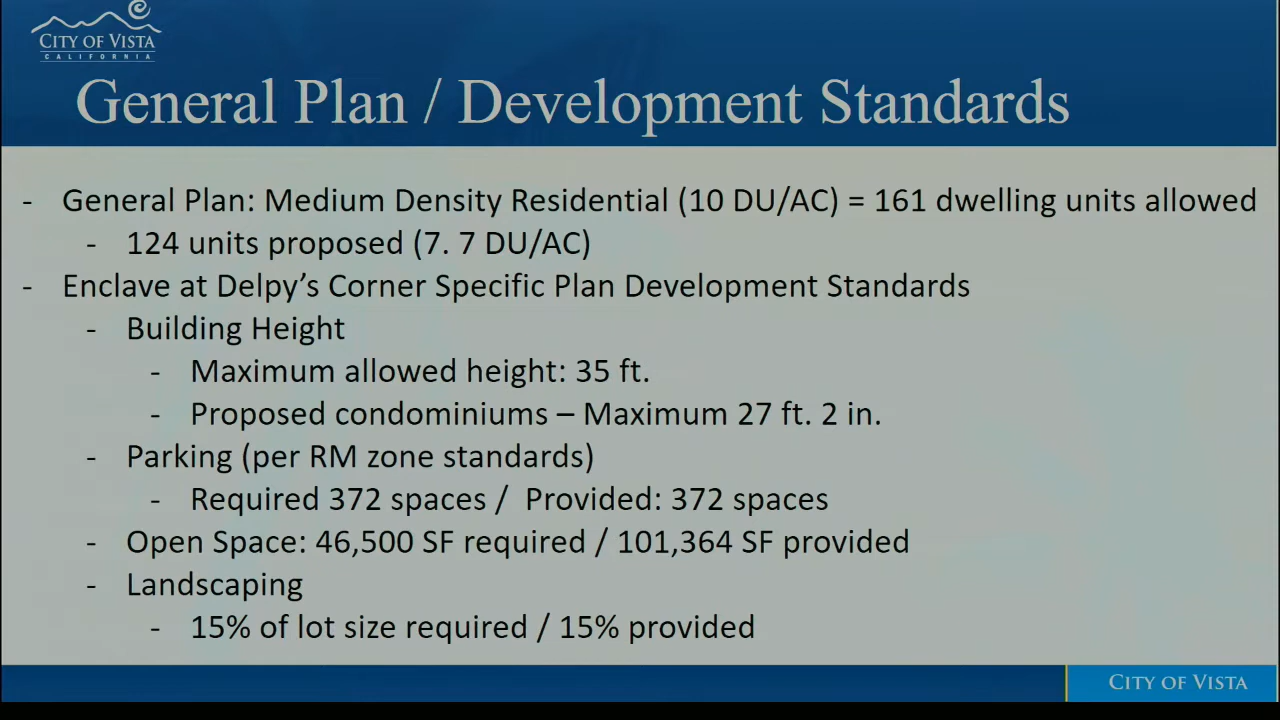 CITY OF VISTA
CALIFORNIA
General Plan / Development Standards
- General Plan: Medium Density Residential (10 DU/AC) = 161 dwelling units allowed
- 124 units proposed (7. 7 DU/AC)
- Enclave at Delpy’s Corner Specific Plan Development Standards
- Building Height
- Maximum allowed height: 35 ft.
- Proposed condominiums – Maximum 27 ft. 2 in.
- Parking (per RM zone standards)
- Required 372 spaces / Provided: 372 spaces
- Open Space: 46,500 SF required / 101,364 SF provided
- Landscaping
- 15% of lot size required / 15% provided
CITY OF VISTA